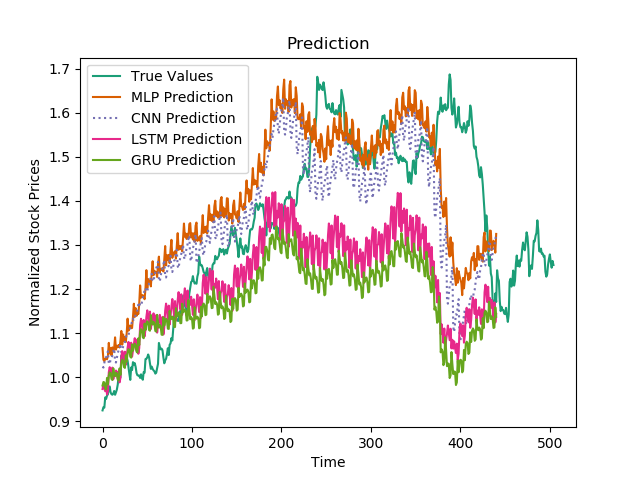 Prediction
1.7
1.6
1.5
1.4
1.3
1.2
1.1
1.0
0.9
Normalized Stock Prices
True Values
MLP Prediction
CNN Prediction
LSTM Prediction
GRU Prediction
0 100 200 300 400 500
Time